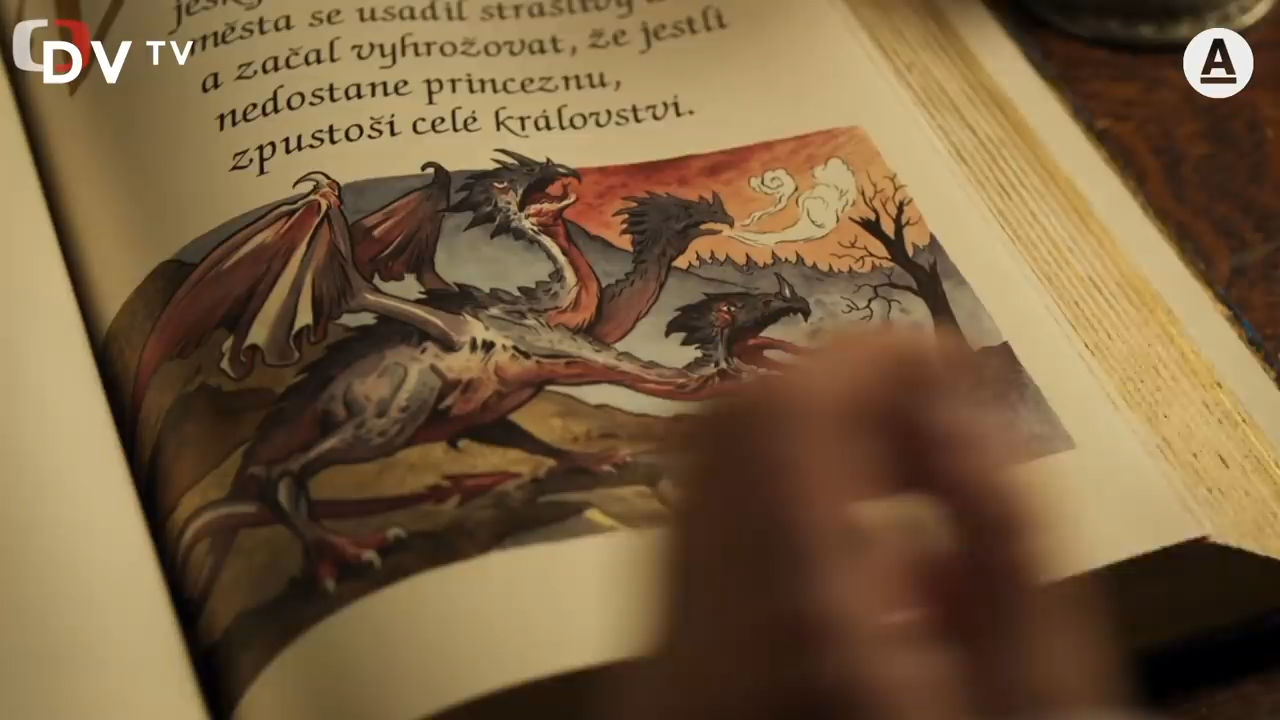 DV TV
A
města se usadil strašlivý
a začal vyhrožovat, že jestli
nedostane princeznu,
zpustoší celé království.